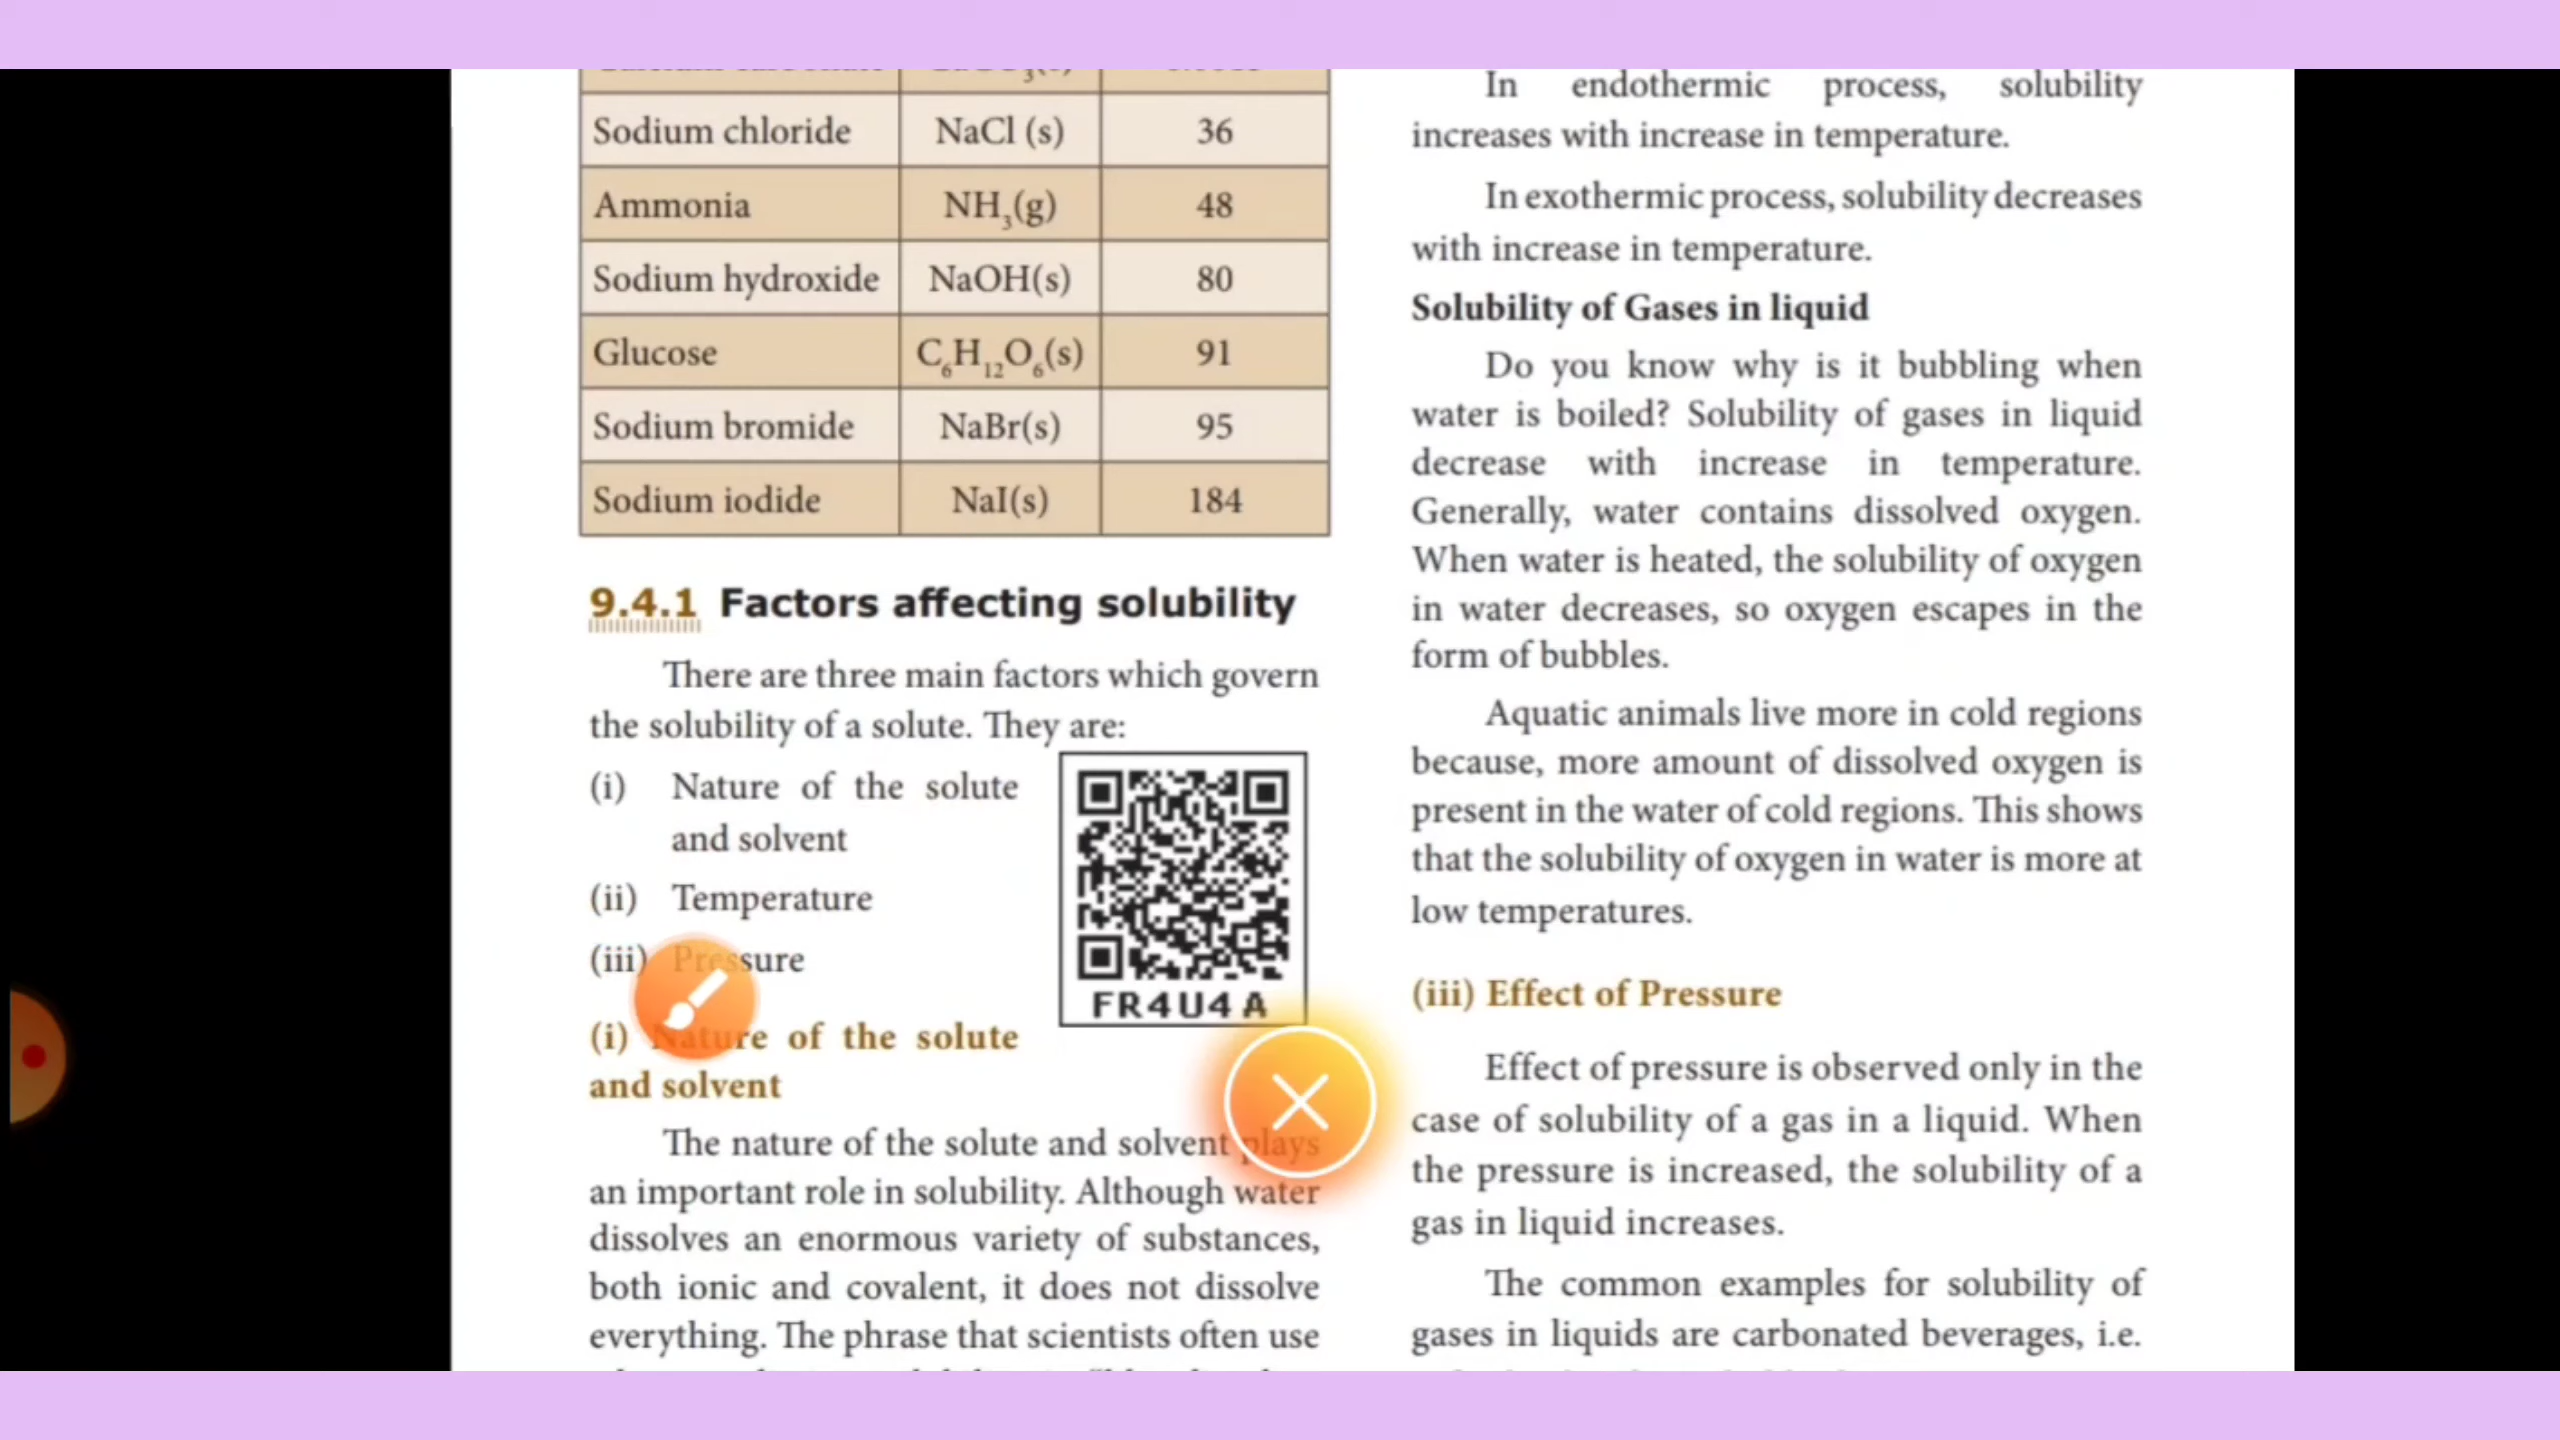 Sodium chloride NaCl (s) 36
Ammonia NH₃(g) 48
Sodium hydroxide NaOH(s) 80
Glucose C₆H₁₂O₆(s) 91
Sodium bromide NaBr(s) 95
Sodium iodide NaI(s) 184
9.4.1 Factors affecting solubility
There are three main factors which govern
the solubility of a solute. They are:
(i) Nature of the solute
and solvent
(ii) Temperature
(iii) Pressure
FR4U4A
(i) Nature of the solute
and solvent
The nature of the solute and solvent plays
an important role in solubility. Although water
dissolves an enormous variety of substances,
both ionic and covalent, it does not dissolve
everything. The phrase that scientists often use
In endothermic process, solubility
increases with increase in temperature.
In exothermic process, solubility decreases
with increase in temperature.
Solubility of Gases in liquid
Do you know why is it bubbling when
water is boiled? Solubility of gases in liquid
decrease with increase in temperature.
Generally, water contains dissolved oxygen.
When water is heated, the solubility of oxygen
in water decreases, so oxygen escapes in the
form of bubbles.
Aquatic animals live more in cold regions
because, more amount of dissolved oxygen is
present in the water of cold regions. This shows
that the solubility of oxygen in water is more at
low temperatures.
(iii) Effect of Pressure
Effect of pressure is observed only in the
case of solubility of a gas in a liquid. When
the pressure is increased, the solubility of a
gas in liquid increases.
The common examples for solubility of
gases in liquids are carbonated beverages, i.e.